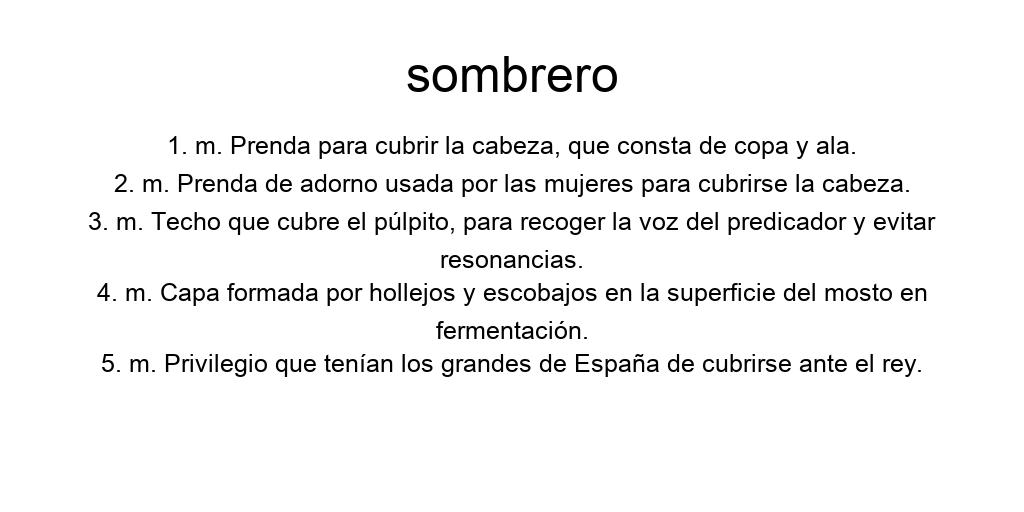 sombrero
1. m. Prenda para cubrir la cabeza, que consta de copa y ala.
2. m. Prenda de adorno usada por las mujeres para cubrirse la cabeza.
3. m. Techo que cubre el púlpito, para recoger la voz del predicador y evitar
resonancias.
4. m. Capa formada por hollejos y escobajos en la superficie del mosto en
fermentación.
5. m. Privilegio que tenían los grandes de España de cubrirse ante el rey.